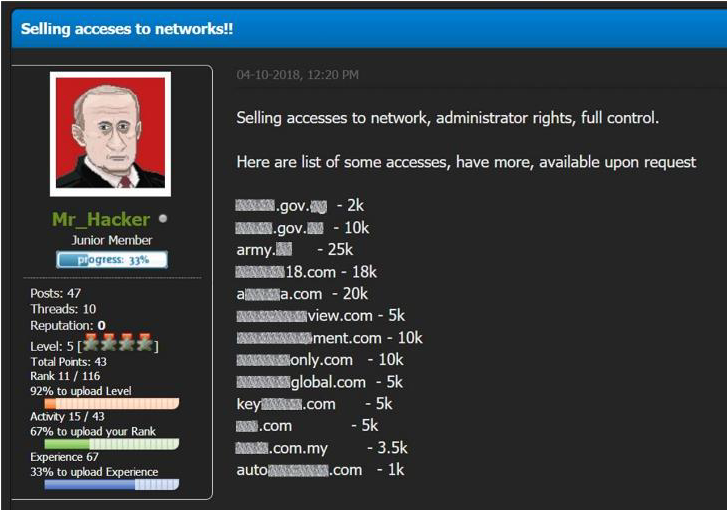 Selling acceses to networks!!
04-10-2018, 12:20 PM
Mr_Hacker
Junior Member
progress: 33%
Posts: 47
Threads: 10
Reputation: 0
Level: 5 [ ]
Total Points: 43
Rank 11 / 116
92% to upload Level
Activity 15 / 43
67% to upload your Rank
Experience 67
33% to upload Experience
Selling accesses to network, administrator rights, full control.
Here are list of some accesses, have more, available upon request
.gov. - 2k
.gov. - 10k
army. - 25k
18.com - 18k
a a.com - 20k
view.com - 5k
ment.com - 10k
only.com - 10k
global.com - 5k
key .com - 5k
.com - 5k
.com.my - 3.5k
auto .com - 1k